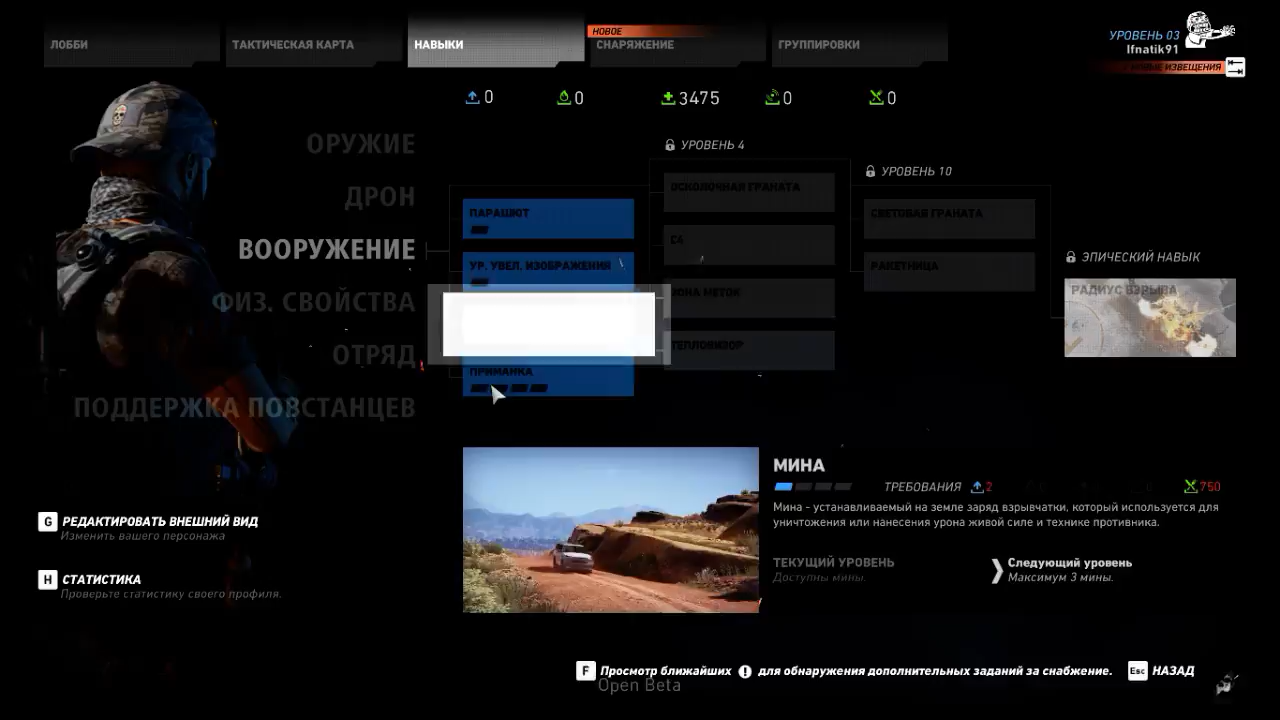 ЛОББИ
ТАКТИЧЕСКАЯ КАРТА
НАВЫКИ
НОВОЕ
СНАРЯЖЕНИЕ
ГРУППИРОВКИ
УРОВЕНЬ 03
lfnatik91
НОВЫЕ ИЗВЕЩЕНИЯ
0
0
3475
0
0
ОРУЖИЕ
ДРОН
ВООРУЖЕНИЕ
ФИЗ. СВОЙСТВА
ОТРЯД
ПОДДЕРЖКА ПОВСТАНЦЕВ
ПАРАШЮТ
УР. УВЕЛ. ИЗОБРАЖЕНИЯ
ПРИМАНКА
УРОВЕНЬ 4
ОСКОЛОЧНАЯ ГРАНАТА
C4
ЗОНА МЕТОК
ТЕПЛОВИЗОР
УРОВЕНЬ 10
СВЕТОВАЯ ГРАНАТА
РАКЕТНИЦА
ЭПИЧЕСКИЙ НАВЫК
РАДИУС ВЗРЫВА
МИНА
ТРЕБОВАНИЯ 2 750
Мина - устанавливаемый на земле заряд взрывчатки, который используется для
уничтожения или нанесения урона живой силе и технике противника.
ТЕКУЩИЙ УРОВЕНЬ
Доступны мины.
Следующий уровень
Максимум 3 мины.
G РЕДАКТИРОВАТЬ ВНЕШНИЙ ВИД
Изменить вашего персонажа
H СТАТИСТИКА
Проверьте статистику своего профиля.
F Просмотр ближайших ! для обнаружения дополнительных заданий за снабжение.
Esc НАЗАД
Open Beta